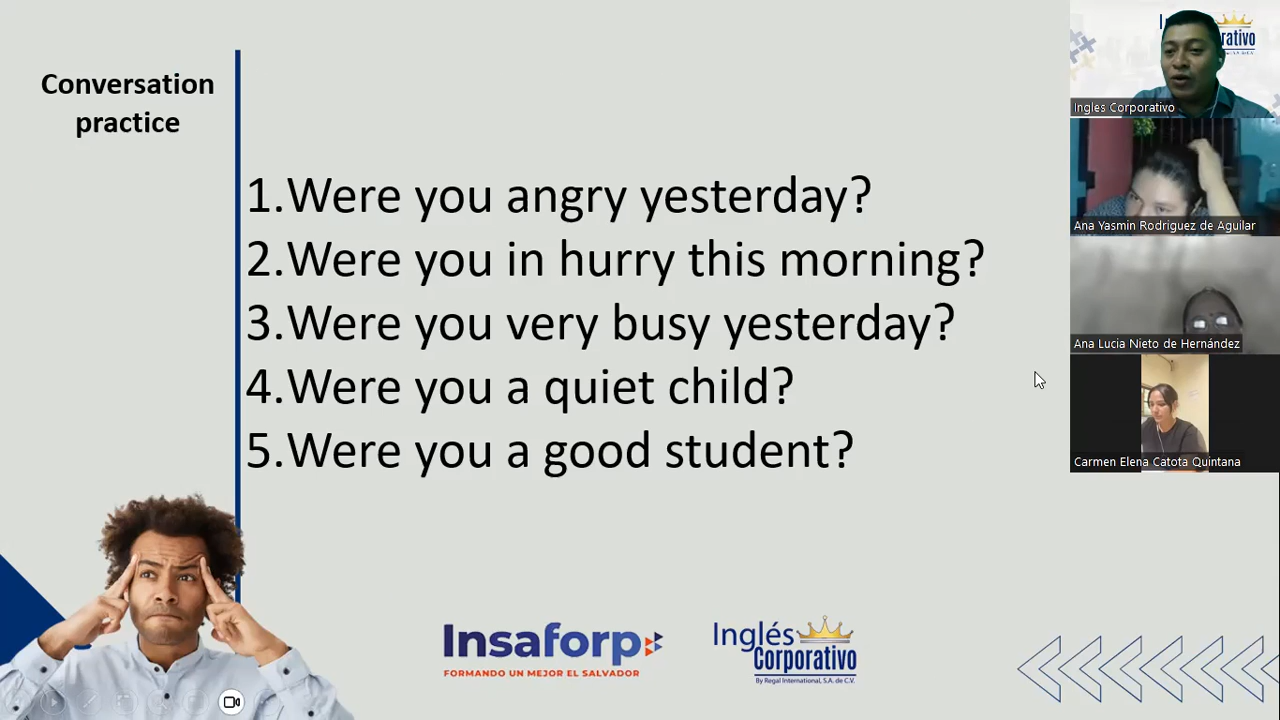 Conversation
practice
1.Were you angry yesterday?
2.Were you in hurry this morning?
3.Were you very busy yesterday?
4.Were you a quiet child?
5.Were you a good student?
Insaforp
FORMANDO UN MEJOR EL SALVADOR
Inglés
Corporativo
By Regal International, S.A. de C.V.
Ingles Corporativo
Ana Yasmin Rodriguez de Aguilar
Ana Lucia Nieto de Hernández
Carmen Elena Catota Quintana